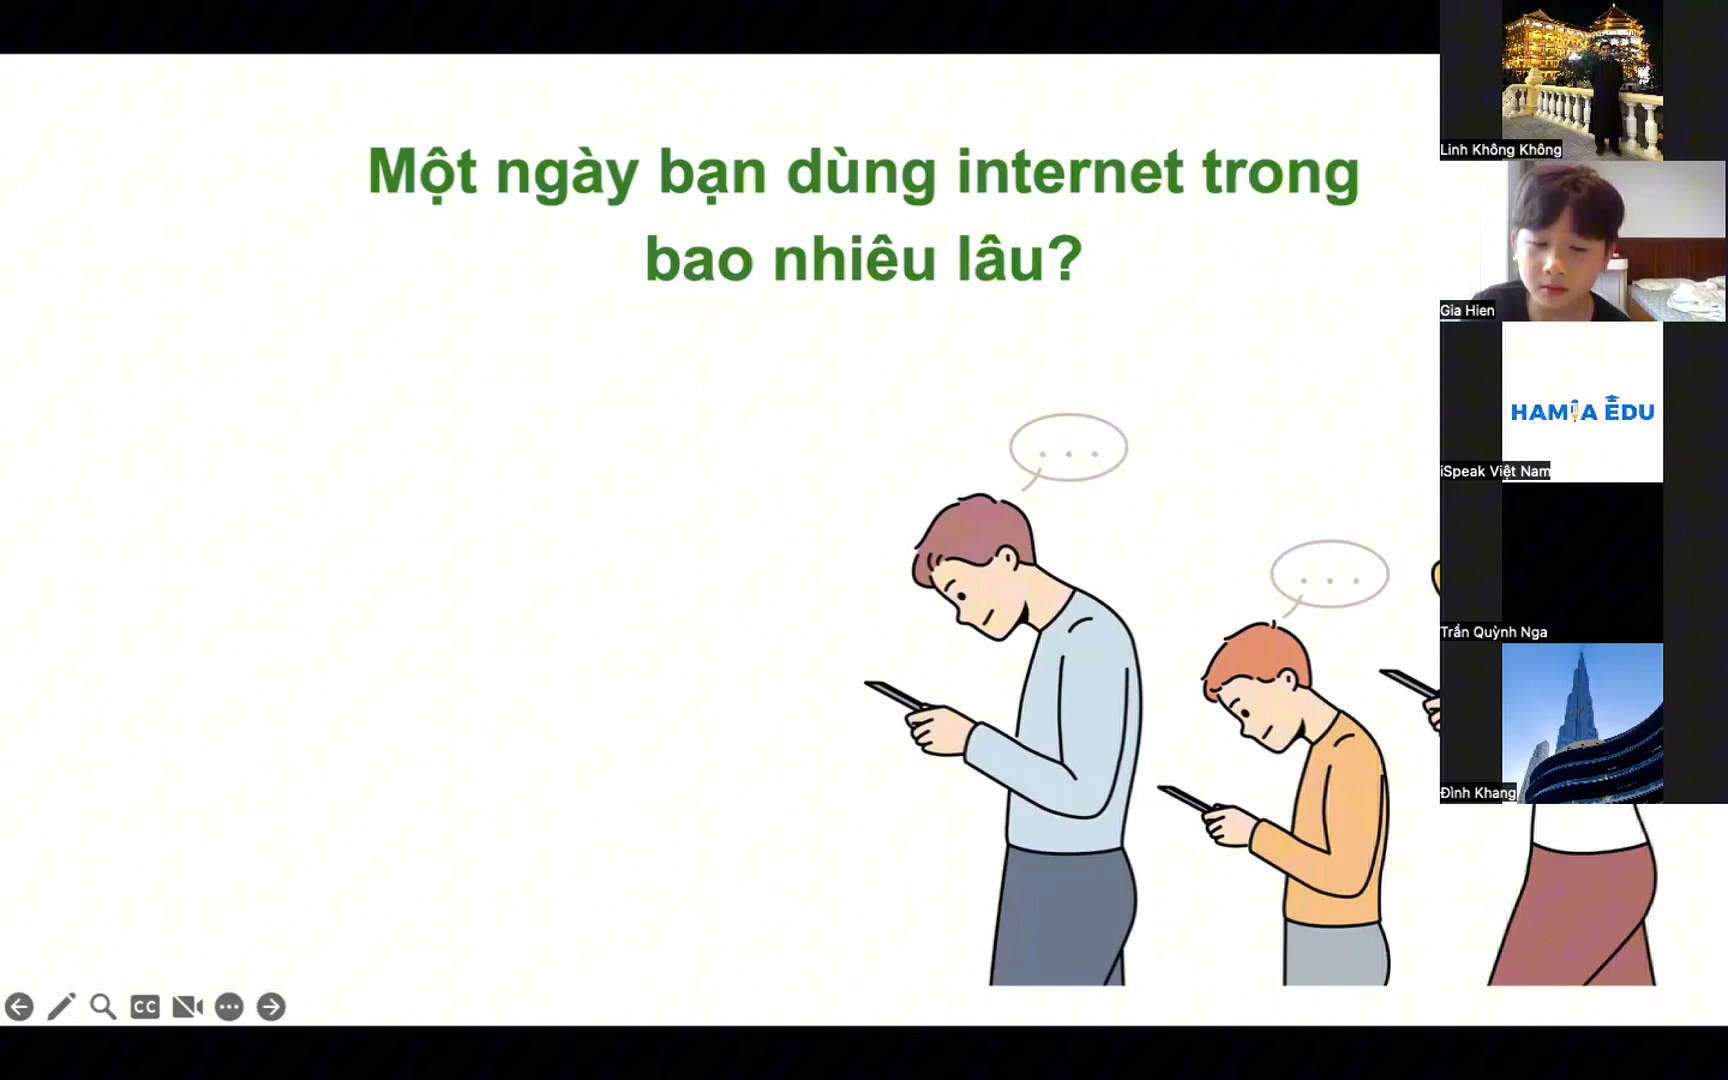 Một ngày bạn dùng internet trong
bao nhiêu lâu?
Linh Không Không
Gia Hien
HAMIA EDU
iSpeak Việt Nam
Trần Quỳnh Nga
Đình Khang
CC